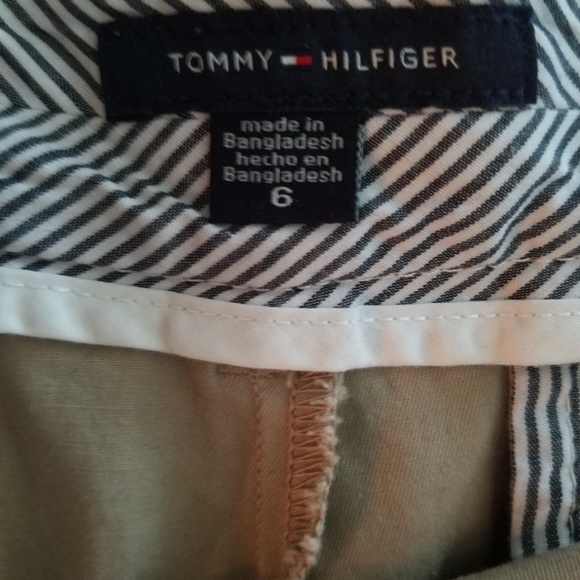 TOMMY HILFIGER
made in
Bangladesh
hecho en
Bangladesh
6